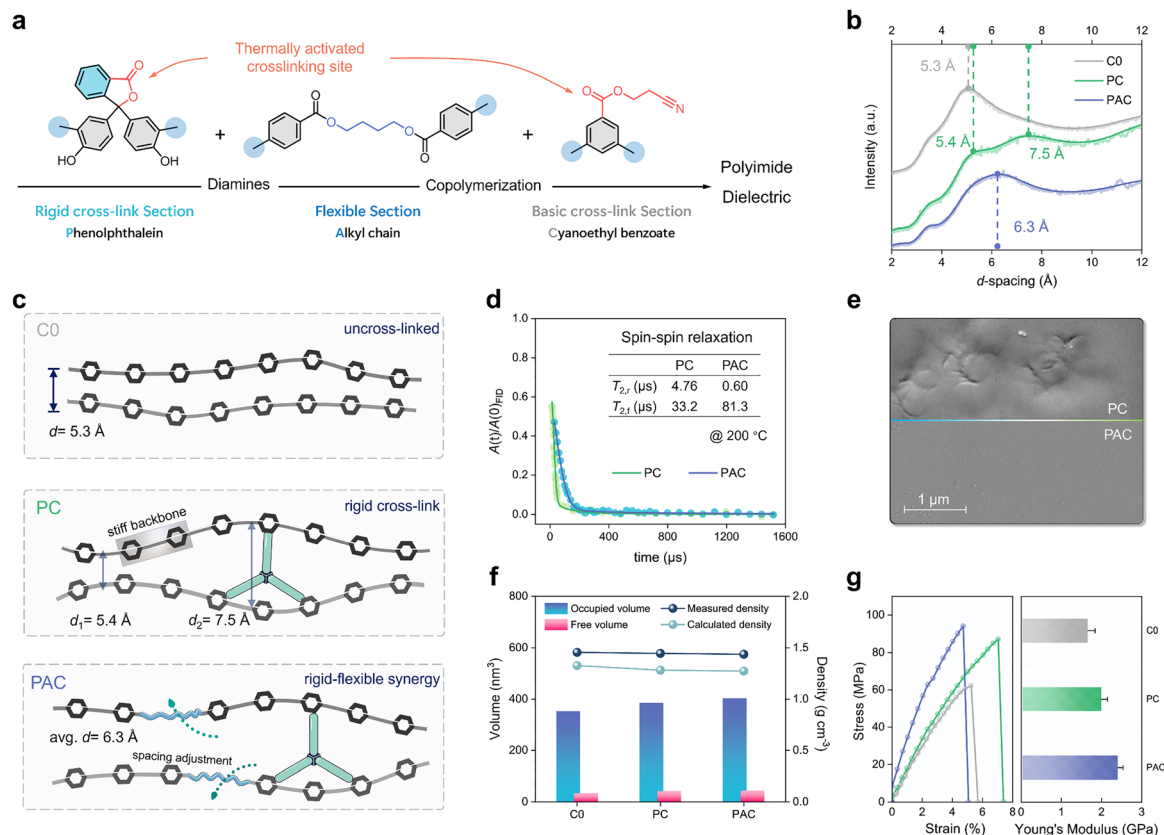 a
Thermally activated
crosslinking site
O
O
HO
OH
+
O
O
O
O
+
O
O
N
Diamines
Copolymerization
Polyimide
Dielectric
Rigid cross-link Section
Phenolphthalein
Flexible Section
Alkyl chain
Basic cross-link Section
Cyanoethyl benzoate
b
2 4 6 8 10 12
Intensity (a.u.)
5.3 Å
5.4 Å
7.5 Å
6.3 Å
C0
PC
PAC
2 4 6 8 10 12
d-spacing (Å)
c
C0
uncross-linked
d= 5.3 Å
PC
rigid cross-link
stiff backbone
d1= 5.4 Å
d2= 7.5 Å
PAC
rigid-flexible synergy
avg. d= 6.3 Å
spacing adjustment
d
A(t)/A(0)FID
1.0
0.8
0.6
0.4
0.2
0.0
Spin-spin relaxation
PC PAC
T2,r (μs) 4.76 0.60
T2,f (μs) 33.2 81.3
@ 200 °C
PC
PAC
0 400 800 1200 1600
time (μs)
e
PC
PAC
1 μm
f
Volume (nm3)
800
600
400
200
0
Occupied volume
Free volume
Measured density
Calculated density
2.0
1.5
1.0
0.5
0.0
Density (g cm-3)
C0 PC PAC
g
Stress (MPa)
100
80
60
40
20
0
0 2 4 6 8
Strain (%)
C0
PC
PAC
0 1 2 3
Young's Modulus (GPa)